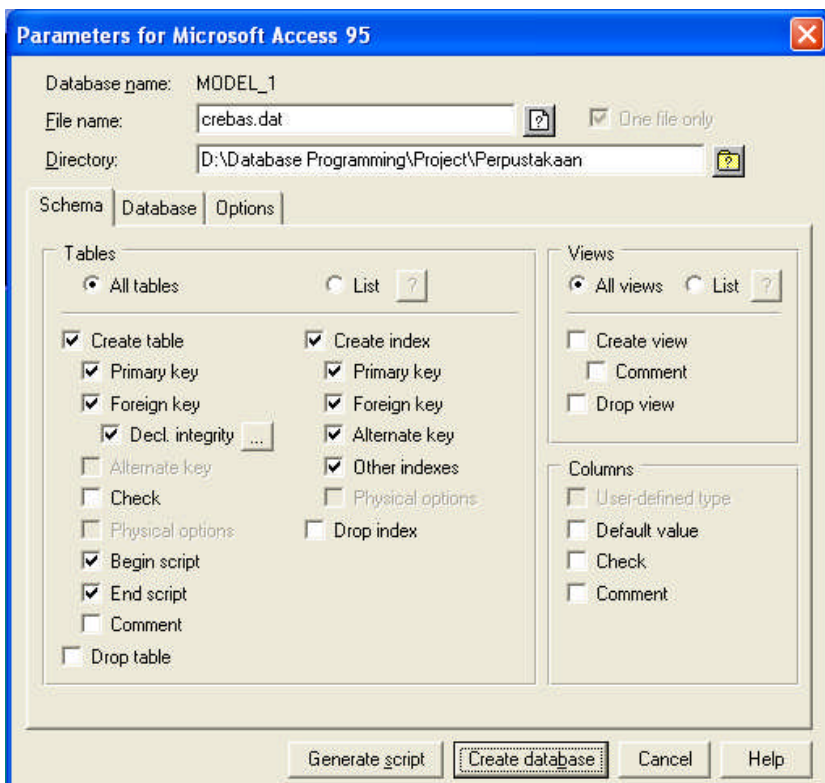 Parameters for Microsoft Access 95
Database name: MODEL_1
File name: crebas.dat ? One file only
Directory: D:\Database Programming\Project\Perpustakaan ?
Schema Database Options
Tables
All tables List ?
Create table Create index
Primary key Primary key
Foreign key Foreign key
Decl. integrity ... Alternate key
Alternate key Other indexes
Check Physical options
Physical options Drop index
Begin script
End script
Comment
Drop table
Views
All views List ?
Create view
Comment
Drop view
Columns
User-defined type
Default value
Check
Comment
Generate script Create database Cancel Help